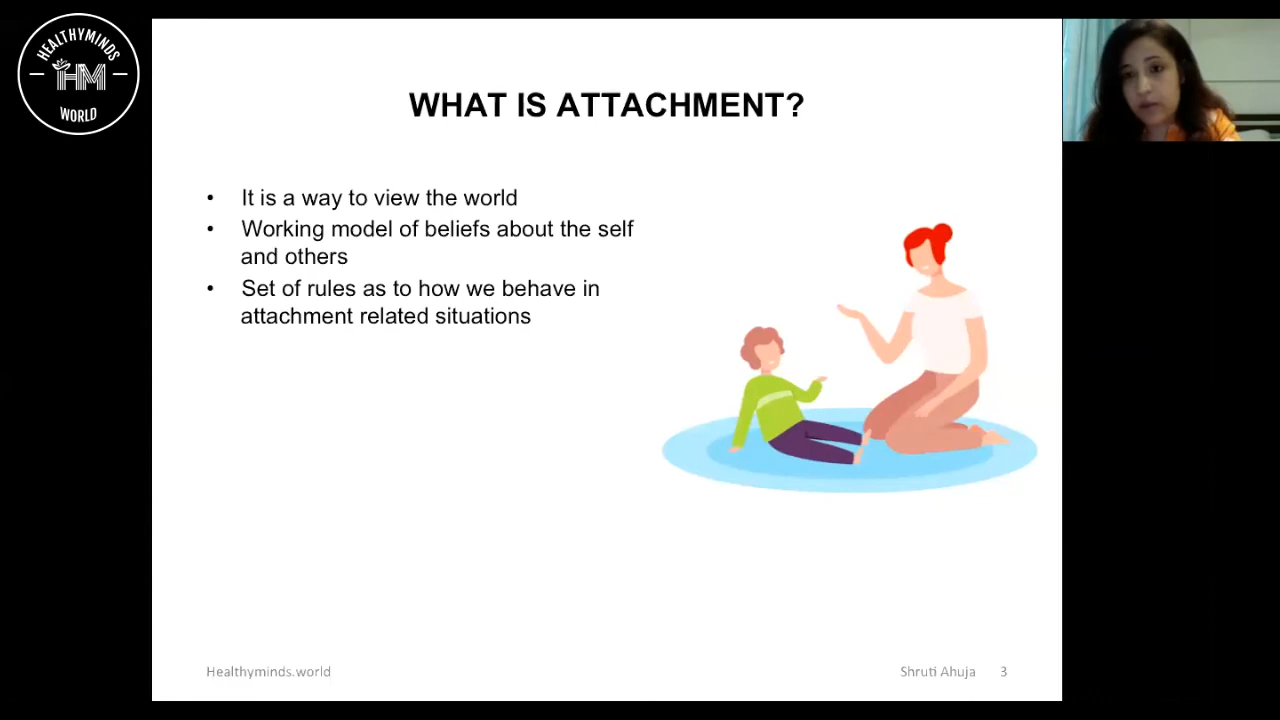 HEALTHYMINDS
HM
WORLD
WHAT IS ATTACHMENT?
• It is a way to view the world
• Working model of beliefs about the self
and others
• Set of rules as to how we behave in
attachment related situations
Healthyminds.world
Shruti Ahuja 3